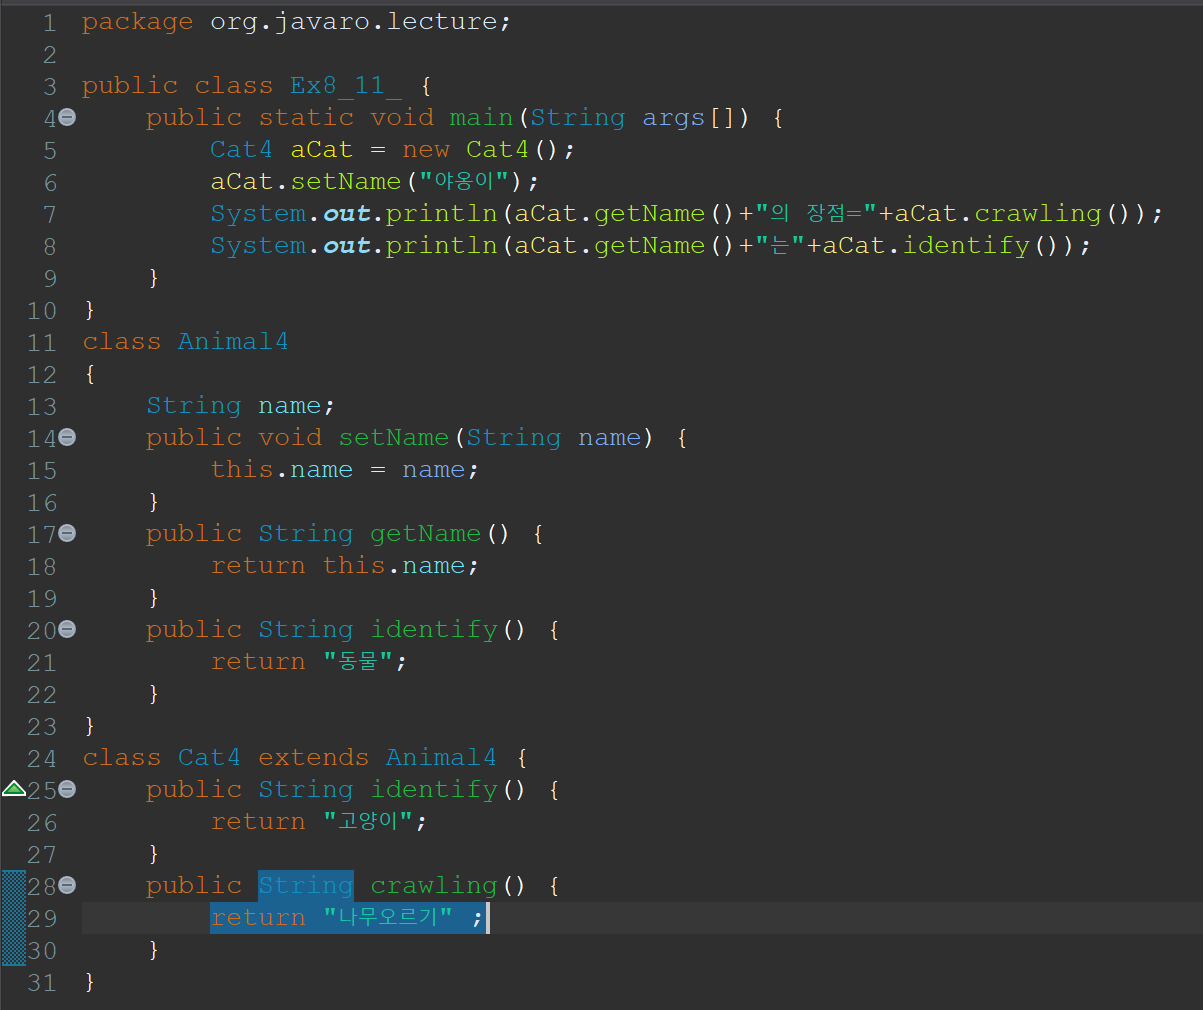 1 package org.javaro.lecture;
2
3 public class Ex8_11_ {
4     public static void main(String args[]) {
5         Cat4 aCat = new Cat4();
6         aCat.setName("야옹이");
7         System.out.println(aCat.getName()+"의 장점="+aCat.crawling());
8         System.out.println(aCat.getName()+"는"+aCat.identify());
9     }
10 }
11 class Animal4
12 {
13     String name;
14     public void setName(String name) {
15         this.name = name;
16     }
17     public String getName() {
18         return this.name;
19     }
20     public String identify() {
21         return "동물";
22     }
23 }
24 class Cat4 extends Animal4 {
25     public String identify() {
26         return "고양이";
27     }
28     public String crawling() {
29         return "나무오르기" ;
30     }
31 }